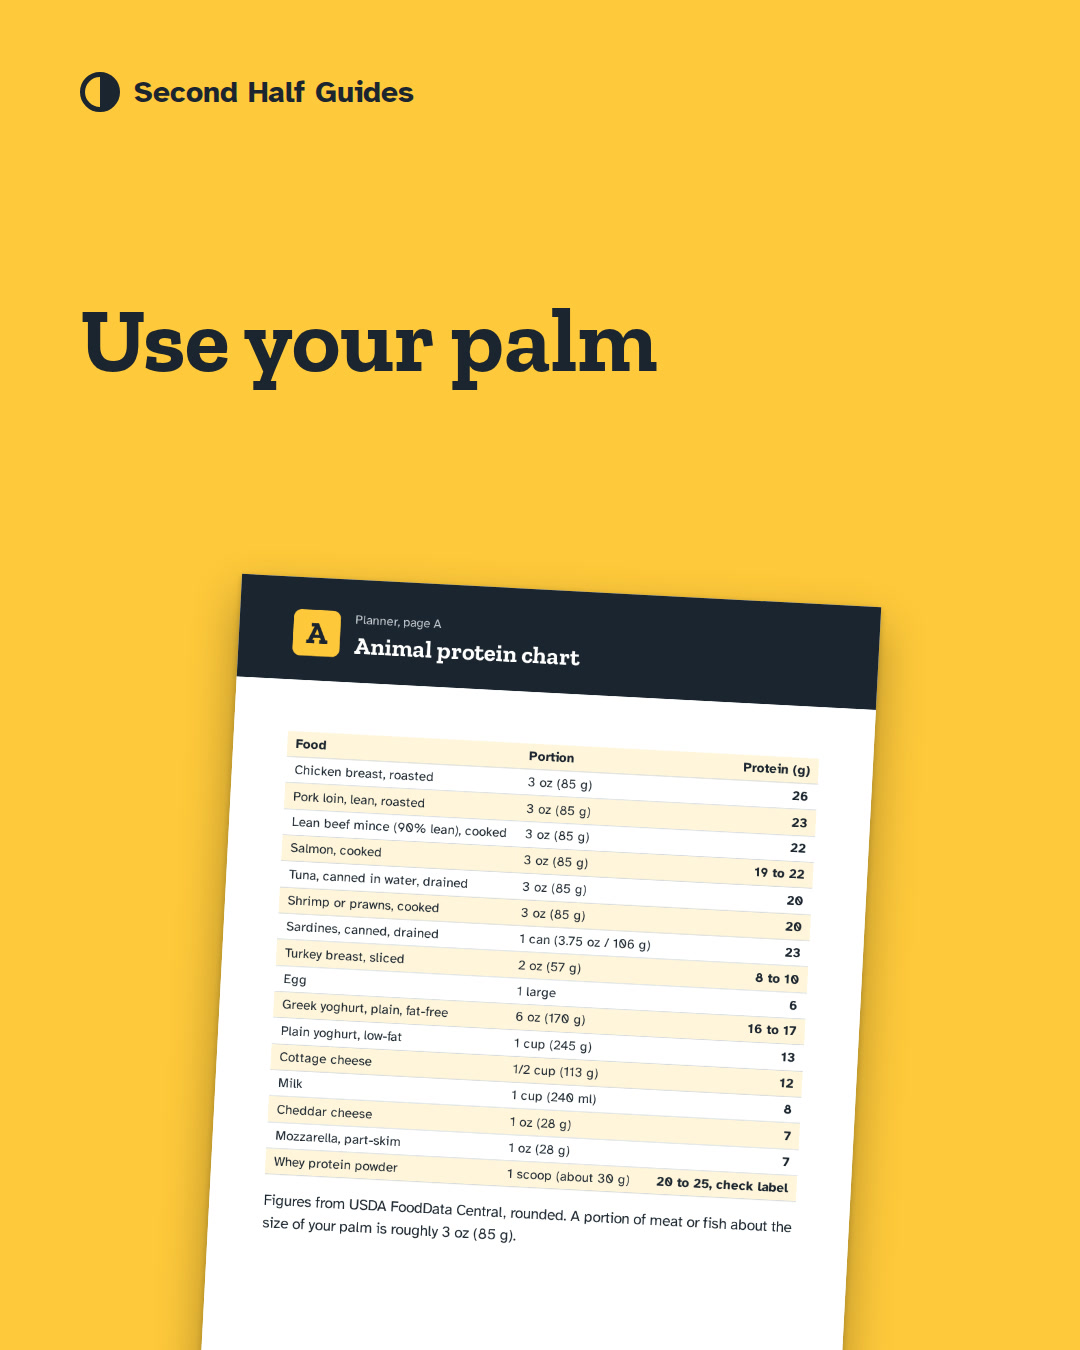 Second Half Guides
Use your palm
A
Planner, page A
Animal protein chart
Food Portion Protein (g)
Chicken breast, roasted 3 oz (85 g) 26
Pork loin, lean, roasted 3 oz (85 g) 23
Lean beef mince (90% lean), cooked 3 oz (85 g) 22
Salmon, cooked 3 oz (85 g) 19 to 22
Tuna, canned in water, drained 3 oz (85 g) 20
Shrimp or prawns, cooked 3 oz (85 g) 20
Sardines, canned, drained 1 can (3.75 oz / 106 g) 23
Turkey breast, sliced 2 oz (57 g) 8 to 10
Egg 1 large 6
Greek yoghurt, plain, fat-free 6 oz (170 g) 16 to 17
Plain yoghurt, low-fat 1 cup (245 g) 13
Cottage cheese 1/2 cup (113 g) 12
Milk 1 cup (240 ml) 8
Cheddar cheese 1 oz (28 g) 7
Mozzarella, part-skim 1 oz (28 g) 7
Whey protein powder 1 scoop (about 30 g) 20 to 25, check label
Figures from USDA FoodData Central, rounded. A portion of meat or fish about the
size of your palm is roughly 3 oz (85 g).